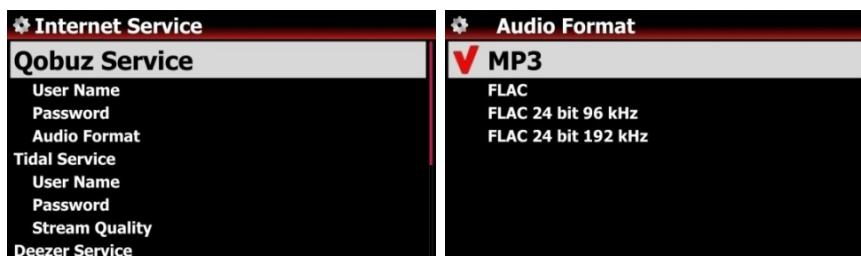 Internet Service
Qobuz Service
User Name
Password
Audio Format
Tidal Service
User Name
Password
Stream Quality
Deezer Service
Audio Format
MP3
FLAC
FLAC 24 bit 96 kHz
FLAC 24 bit 192 kHz